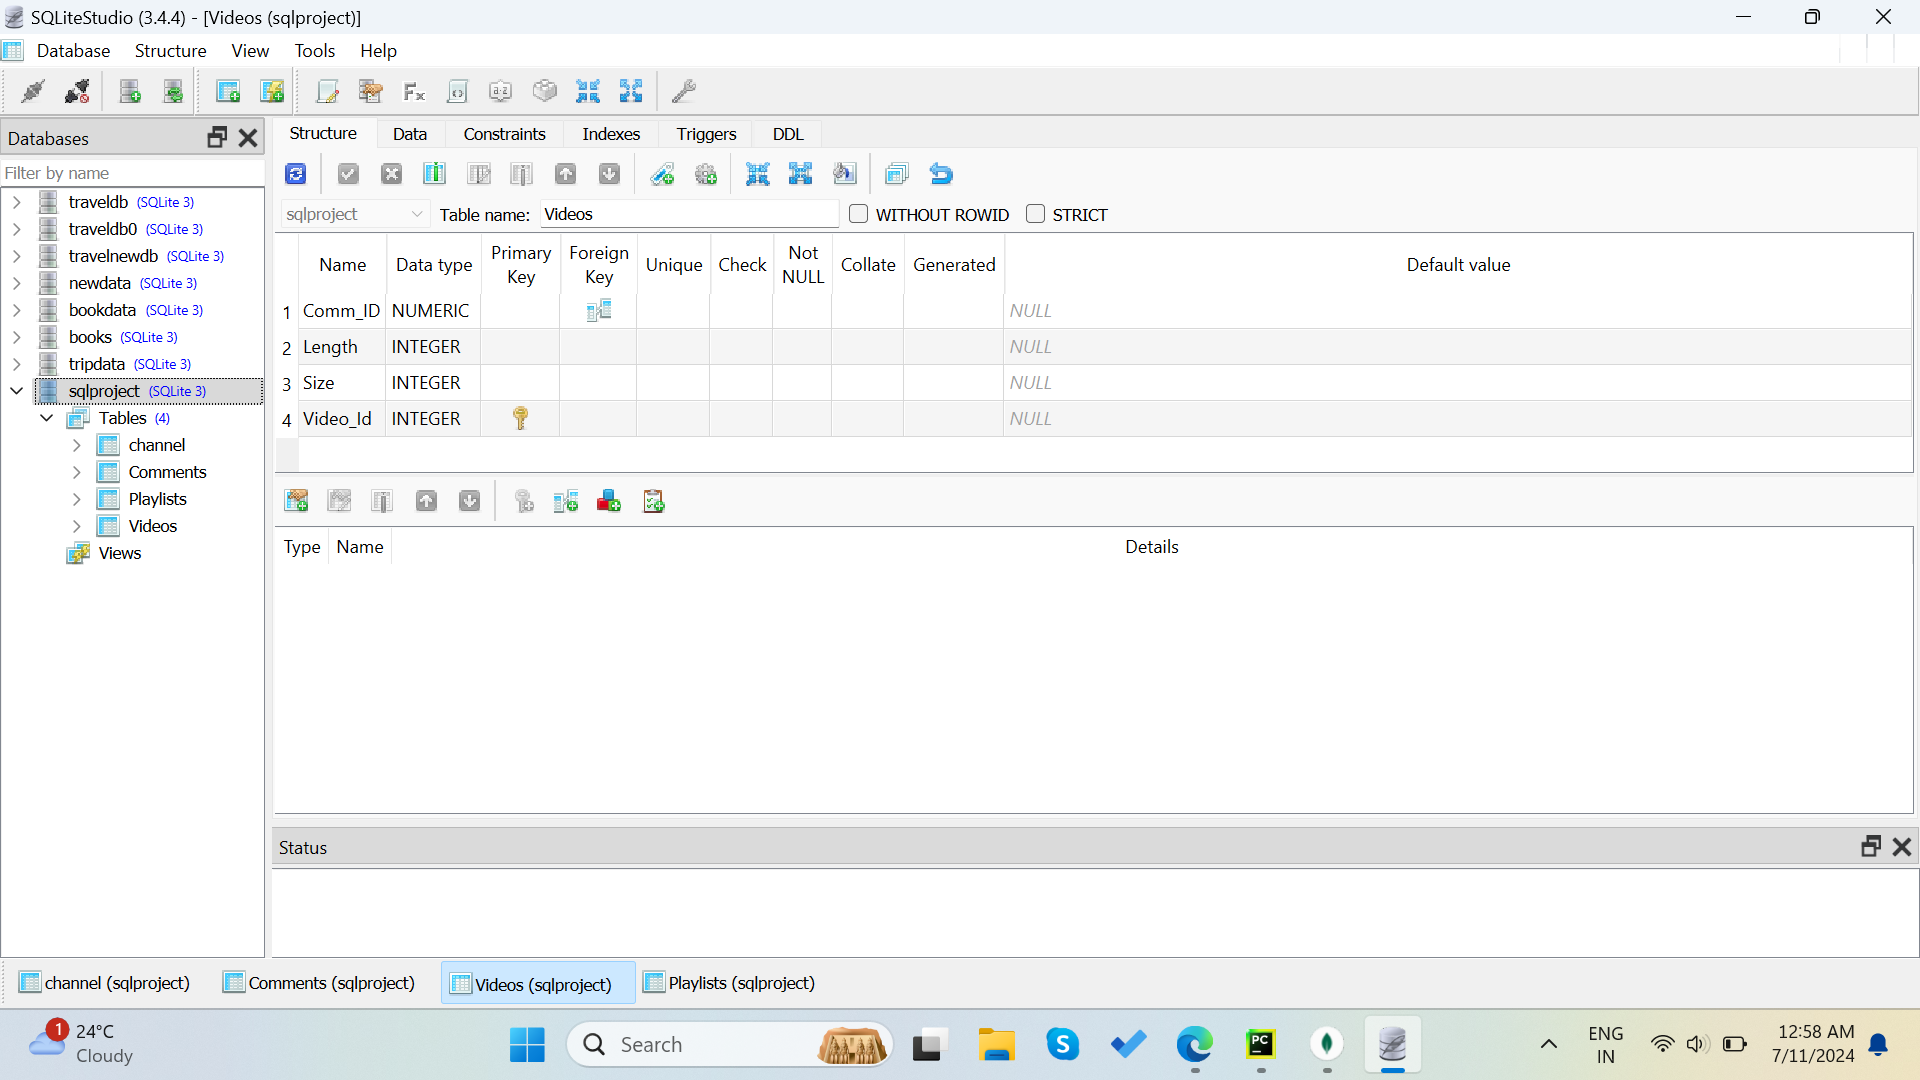 SQLiteStudio (3.4.4) - [Videos (sqlproject)]
Database Structure View Tools Help
Databases
Filter by name
traveldb (SQLite 3)
traveldb0 (SQLite 3)
travelnewdb (SQLite 3)
newdata (SQLite 3)
bookdata (SQLite 3)
books (SQLite 3)
tripdata (SQLite 3)
sqlproject (SQLite 3)
Tables (4)
channel
Comments
Playlists
Videos
Views
Structure Data Constraints Indexes Triggers DDL
sqlproject Table name: Videos WITHOUT ROWID STRICT
Name Data type Primary Key Foreign Key Unique Check Not NULL Collate Generated Default value
1 Comm_ID NUMERIC NULL
2 Length INTEGER NULL
3 Size INTEGER NULL
4 Video_Id INTEGER NULL
Type Name Details
Status
channel (sqlproject) Comments (sqlproject) Videos (sqlproject) Playlists (sqlproject)
1 24°C
Cloudy
Search
S
PC
ENG
IN
12:58 AM
7/11/2024